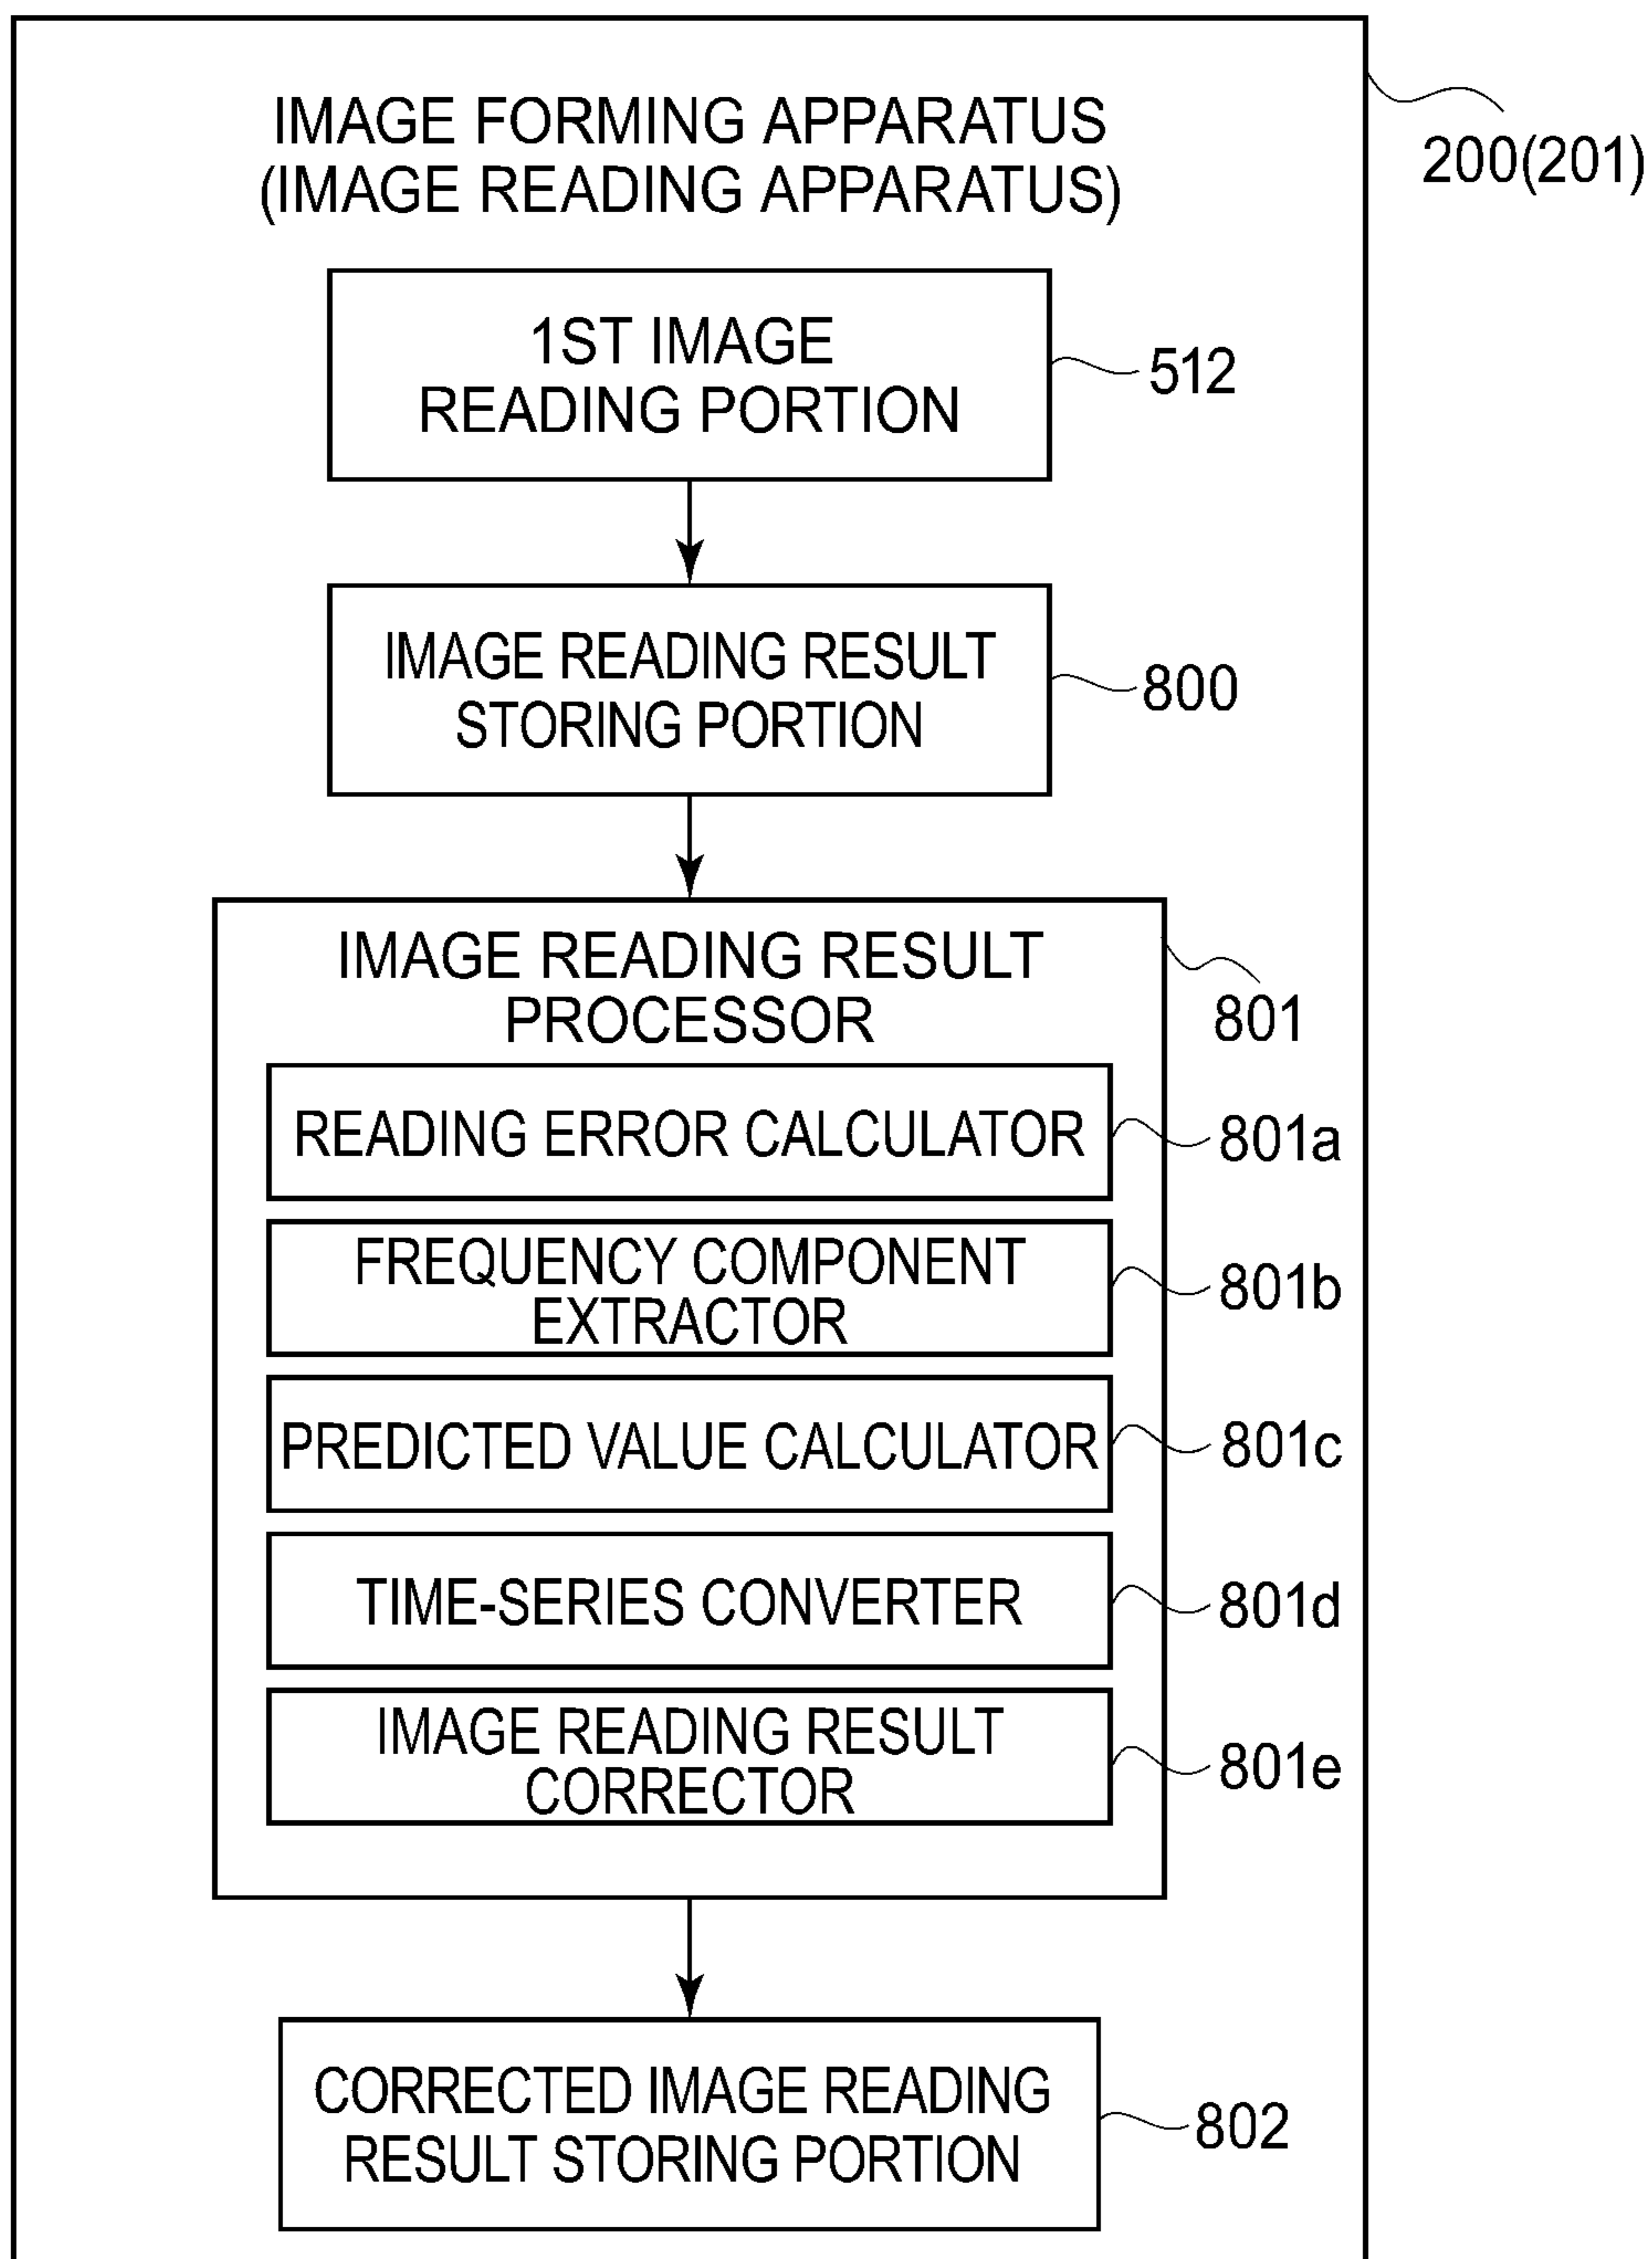 IMAGE FORMING APPARATUS
(IMAGE READING APPARATUS)
200(201)
1ST IMAGE
READING PORTION
512
IMAGE READING RESULT
STORING PORTION
800
IMAGE READING RESULT
PROCESSOR
801
READING ERROR CALCULATOR
801a
FREQUENCY COMPONENT
EXTRACTOR
801b
PREDICTED VALUE CALCULATOR
801c
TIME-SERIES CONVERTER
801d
IMAGE READING RESULT
CORRECTOR
801e
CORRECTED IMAGE READING
RESULT STORING PORTION
802